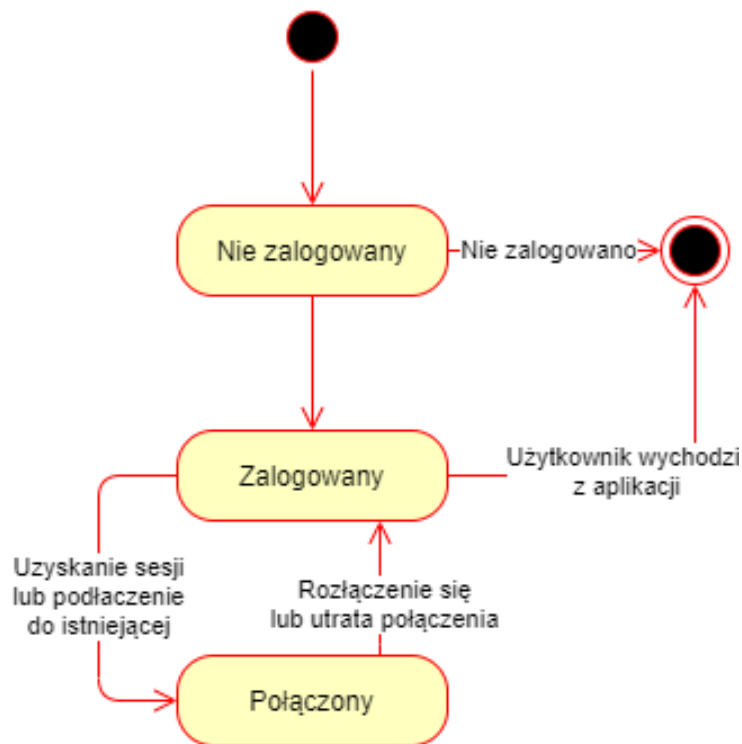 Nie zalogowany
Nie zalogowano
Zalogowany
Użytkownik wychodzi
z aplikacji
Uzyskanie sesji
lub podłaczenie
do istniejącej
Rozłączenie się
lub utrata połączenia
Połączony